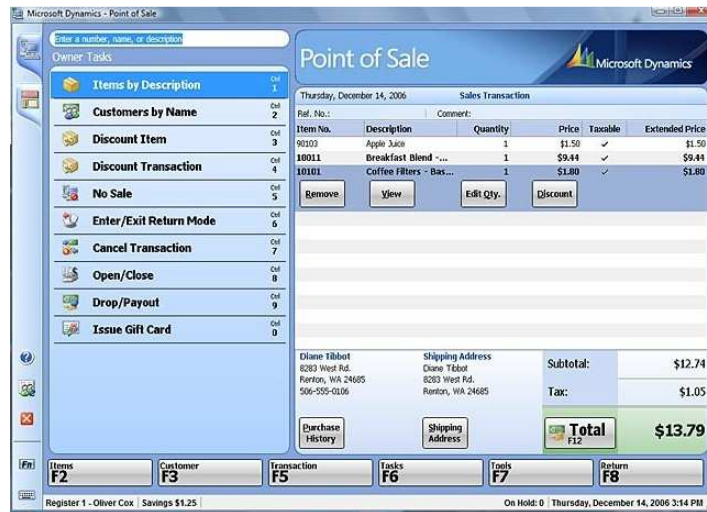 Microsoft Dynamics - Point of Sale
Enter a number, name, or description
Owner Tasks
Items by Description Ctrl 1
Customers by Name Ctrl 2
Discount Item Ctrl 3
Discount Transaction Ctrl 4
No Sale Ctrl 5
Enter/Exit Return Mode Ctrl 6
Cancel Transaction Ctrl 7
Open/Close Ctrl 8
Drop/Payout Ctrl 9
Issue Gift Card Ctrl 0
Point of Sale
Microsoft Dynamics
Thursday, December 14, 2006 Sales Transaction
Ref. No.: Comment:
Item No. Description Quantity Price Taxable Extended Price
90103 Apple Juice 1 $1.50 ✓ $1.50
10011 Breakfast Blend -... 1 $9.44 ✓ $9.44
10101 Coffee Filters - Bas... 1 $1.80 ✓ $1.80
Remove View Edit Qty. Discount
Diane Tibbot
8283 West Rd.
Renton, WA 24685
506-555-0106
Shipping Address
Diane Tibbot
8283 West Rd.
Renton, WA 24685
Subtotal: $12.74
Tax: $1.05
Purchase History
Shipping Address
Total F12 $13.79
Fn
Items F2
Customer F3
Transaction F5
Tasks F6
Tools F7
Return F8
Register 1 - Oliver Cox Savings $1.25 On Hold: 0 Thursday, December 14, 2006 3:14 PM